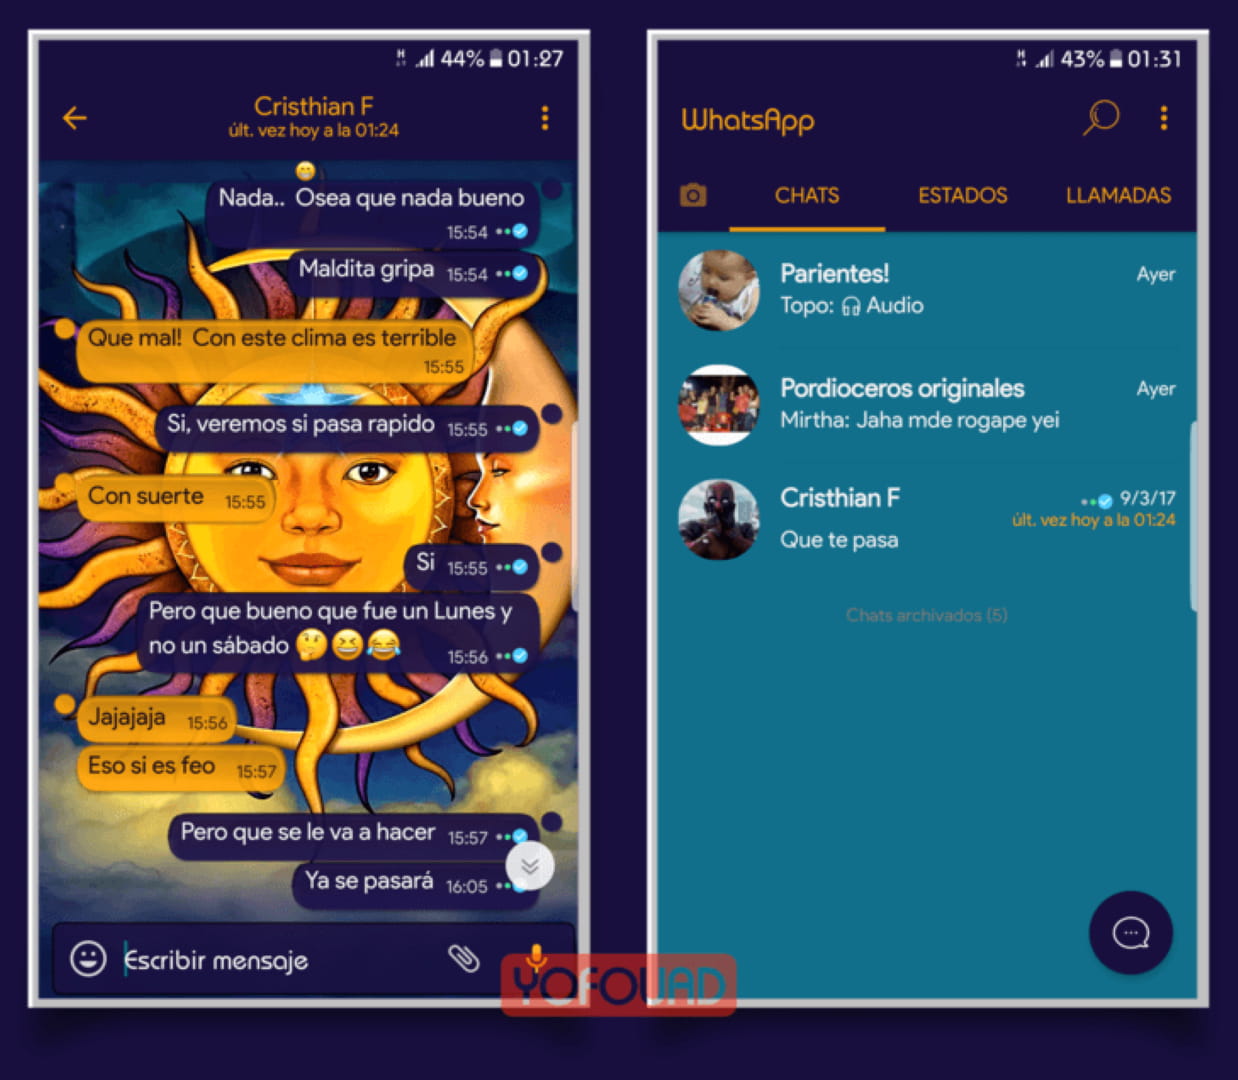 44% 01:27
Cristhian F
últ. vez hoy a la 01:24
Nada.. Osea que nada bueno
15:54
Maldita gripa 15:54
Que mal! Con este clima es terrible
15:55
Si, veremos si pasa rapido 15:55
Con suerte 15:55
Si 15:55
Pero que bueno que fue un Lunes y
no un sábado 15:56
Jajajaja 15:56
Eso si es feo 15:57
Pero que se le va a hacer 15:57
Ya se pasará 16:05
Escribir mensaje
43% 01:31
WhatsApp
CHATS ESTADOS LLAMADAS
Parientes! Ayer
Topo: Audio
Pordioceros originales Ayer
Mirtha: Jaha mde rogape yei
Cristhian F 9/3/17
últ. vez hoy a la 01:24
Que te pasa
Chats archivados (5)
YOFOUAD